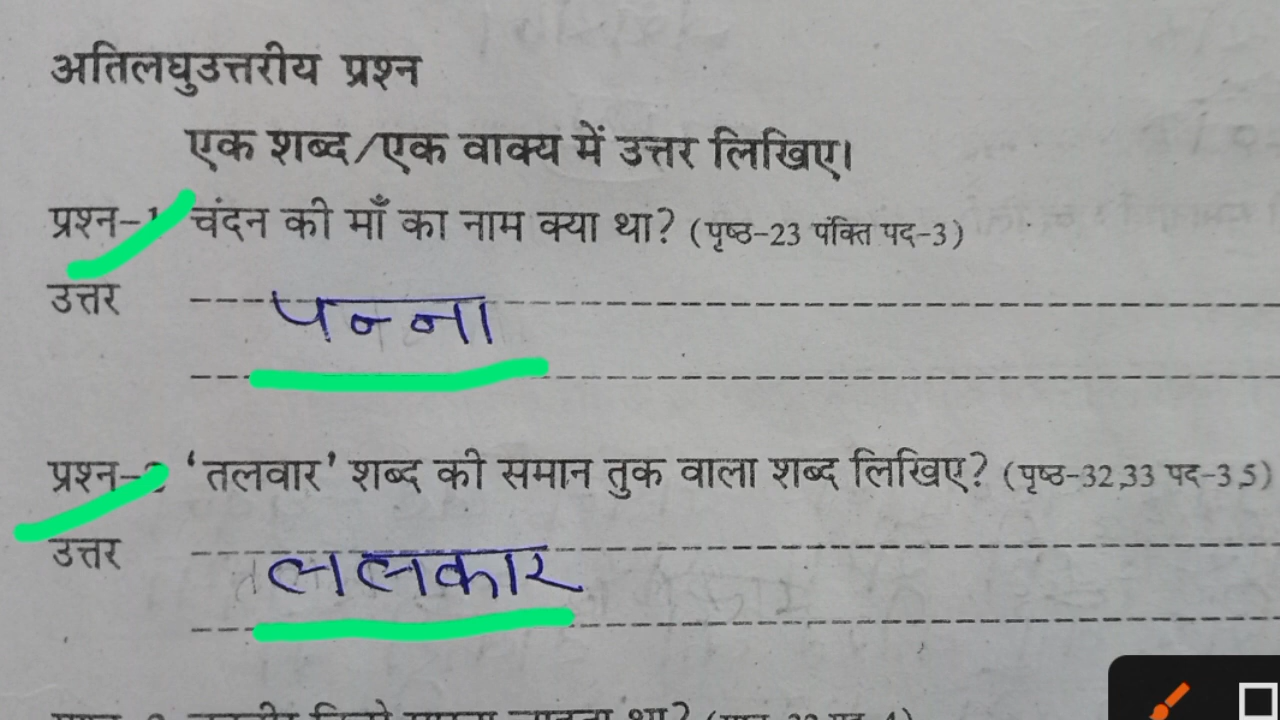 अतिलघुउत्तरीय प्रश्न
एक शब्द/एक वाक्य में उत्तर लिखिए।
प्रश्न-1 चंदन की माँ का नाम क्या था? (पृष्ठ-23 पंक्ति पद-3)
उत्तर पन्ना
प्रश्न-2 'तलवार' शब्द की समान तुक वाला शब्द लिखिए? (पृष्ठ-32,33 पद-3,5)
उत्तर ललकार